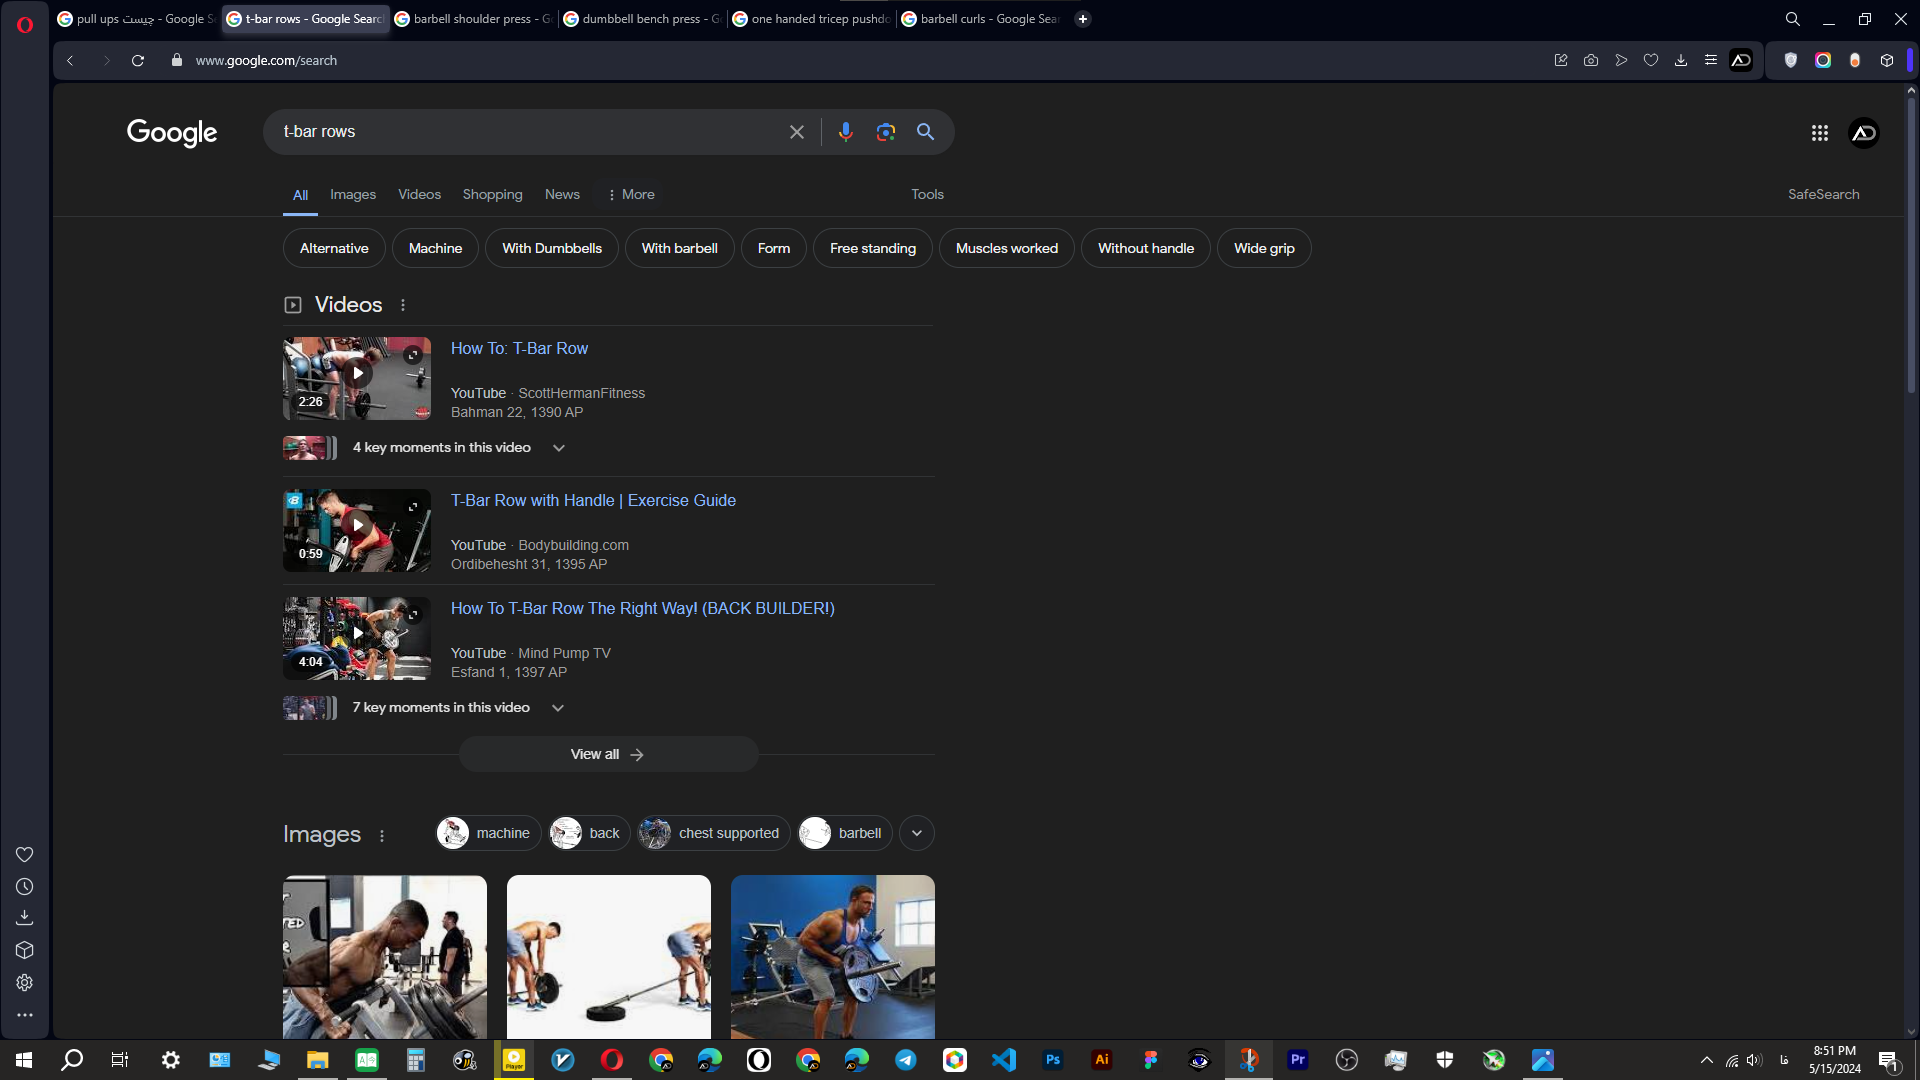 pull ups چیست - Google S
t-bar rows - Google Searc
barbell shoulder press - G
dumbbell bench press - G
one handed tricep pushdo
barbell curls - Google Sea
www.google.com/search
Google
t-bar rows
All
Images
Videos
Shopping
News
More
Tools
SafeSearch
Alternative
Machine
With Dumbbells
With barbell
Form
Free standing
Muscles worked
Without handle
Wide grip
Videos
How To: T-Bar Row
2:26
YouTube · ScottHermanFitness
Bahman 22, 1390 AP
4 key moments in this video
T-Bar Row with Handle | Exercise Guide
0:59
YouTube · Bodybuilding.com
Ordibehesht 31, 1395 AP
How To T-Bar Row The Right Way! (BACK BUILDER!)
4:04
YouTube · Mind Pump TV
Esfand 1, 1397 AP
7 key moments in this video
View all
Images
machine
back
chest supported
barbell
Player
Ps
Ai
Pr
فا
8:51 PM
5/15/2024
1